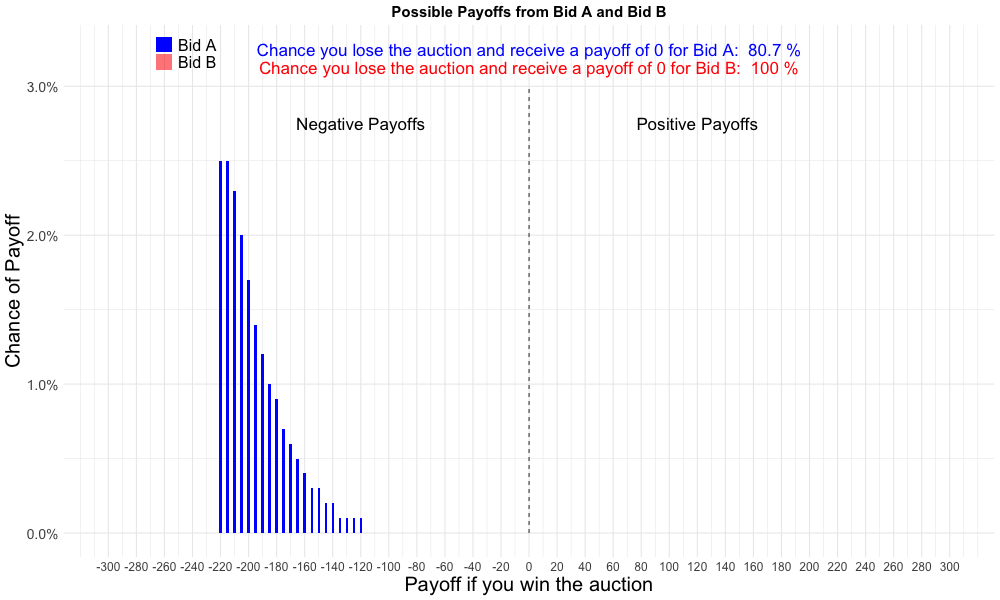 Possible Payoffs from Bid A and Bid B
Bid A
Bid B
Chance you lose the auction and receive a payoff of 0 for Bid A:  80.7 %
Chance you lose the auction and receive a payoff of 0 for Bid B:  100 %
Negative Payoffs
Positive Payoffs
Chance of Payoff
3.0%
2.0%
1.0%
0.0%
-300 -280 -260 -240 -220 -200 -180 -160 -140 -120 -100 -80 -60 -40 -20 0 20 40 60 80 100 120 140 160 180 200 220 240 260 280 300
Payoff if you win the auction